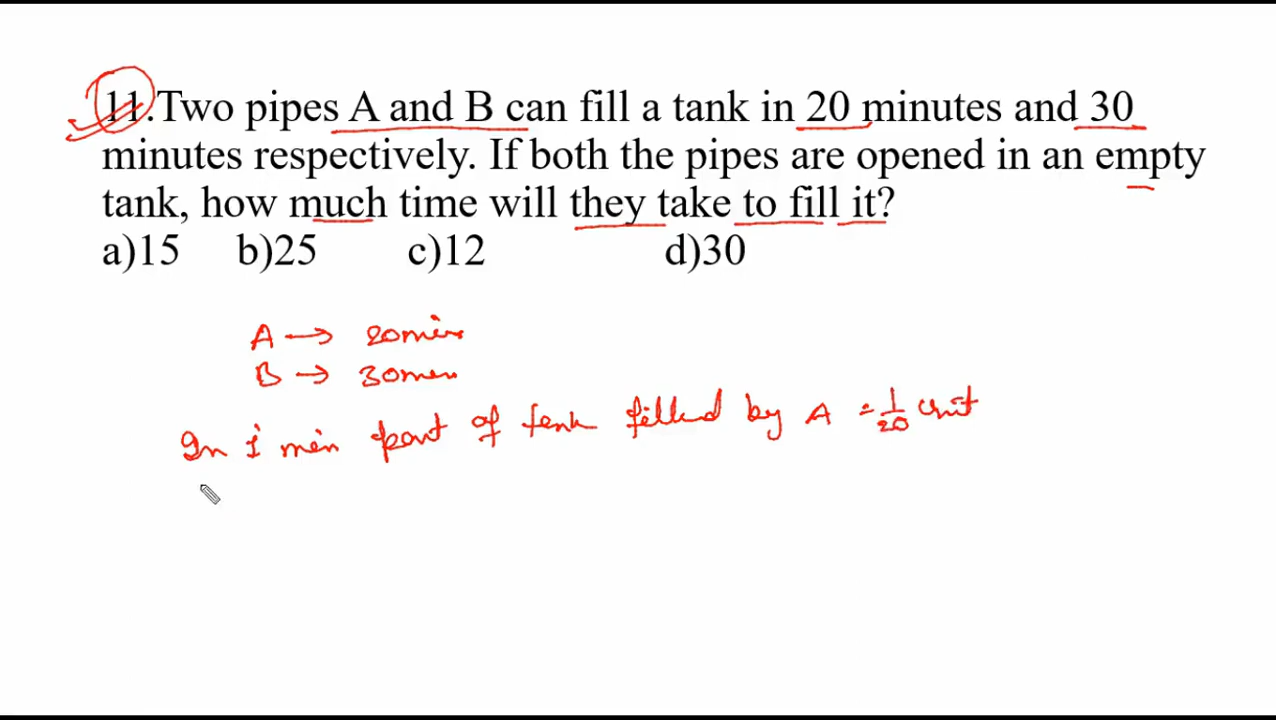 11.Two pipes A and B can fill a tank in 20 minutes and 30
minutes respectively. If both the pipes are opened in an empty
tank, how much time will they take to fill it?
a)15 b)25 c)12 d)30
A → 20min
B → 30min
In 1 min part of tank filled by A = 1/20 unit